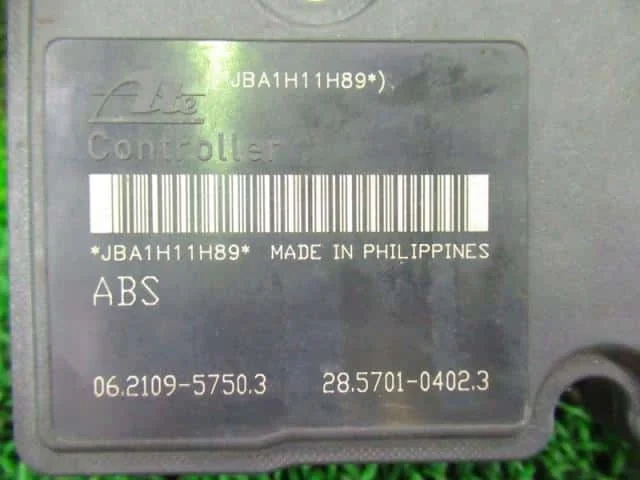 *JBA1H11H89*)
Ate
Controller
*JBA1H11H89* MADE IN PHILIPPINES
ABS
06.2109-5750.3 28.5701-0402.3